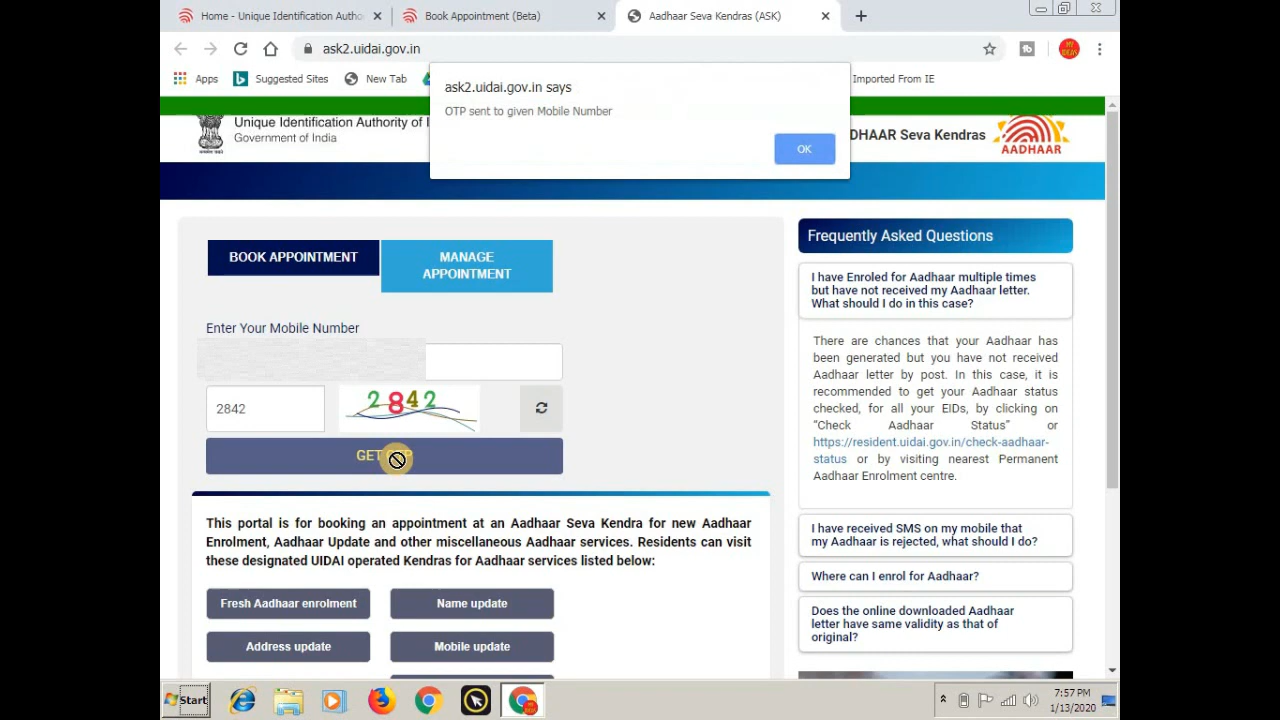 Home - Unique Identification Autho
Book Appointment (Beta)
Aadhaar Seva Kendras (ASK)
ask2.uidai.gov.in
Apps
Suggested Sites
New Tab
Imported From IE
ask2.uidai.gov.in says
OTP sent to given Mobile Number
OK
Unique Identification Authority of I
Government of India
DHAAR Seva Kendras
AADHAAR
BOOK APPOINTMENT
MANAGE
APPOINTMENT
Enter Your Mobile Number
2842
2842
GET
This portal is for booking an appointment at an Aadhaar Seva Kendra for new Aadhaar
Enrolment, Aadhaar Update and other miscellaneous Aadhaar services. Residents can visit
these designated UIDAI operated Kendras for Aadhaar services listed below:
Fresh Aadhaar enrolment
Name update
Address update
Mobile update
Frequently Asked Questions
I have Enroled for Aadhaar multiple times
but have not received my Aadhaar letter.
What should I do in this case?
There are chances that your Aadhaar has
been generated but you have not received
Aadhaar letter by post. In this case, it is
recommended to get your Aadhaar status
checked, for all your EIDs, by clicking on
“Check Aadhaar Status” or
https://resident.uidai.gov.in/check-aadhaar-
status or by visiting nearest Permanent
Aadhaar Enrolment centre.
I have received SMS on my mobile that
my Aadhaar is rejected, what should I do?
Where can I enrol for Aadhaar?
Does the online downloaded Aadhaar
letter have same validity as that of
original?
Start
7:57 PM
1/13/2020